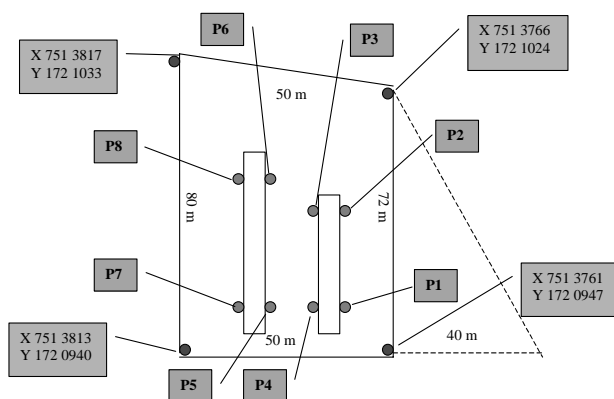 P6
P3
X 751 3817
Y 172 1033
X 751 3766
Y 172 1024
50 m
P8
P2
80 m
72 m
P7
P1
X 751 3761
Y 172 0947
X 751 3813
Y 172 0940
50 m
40 m
P5
P4